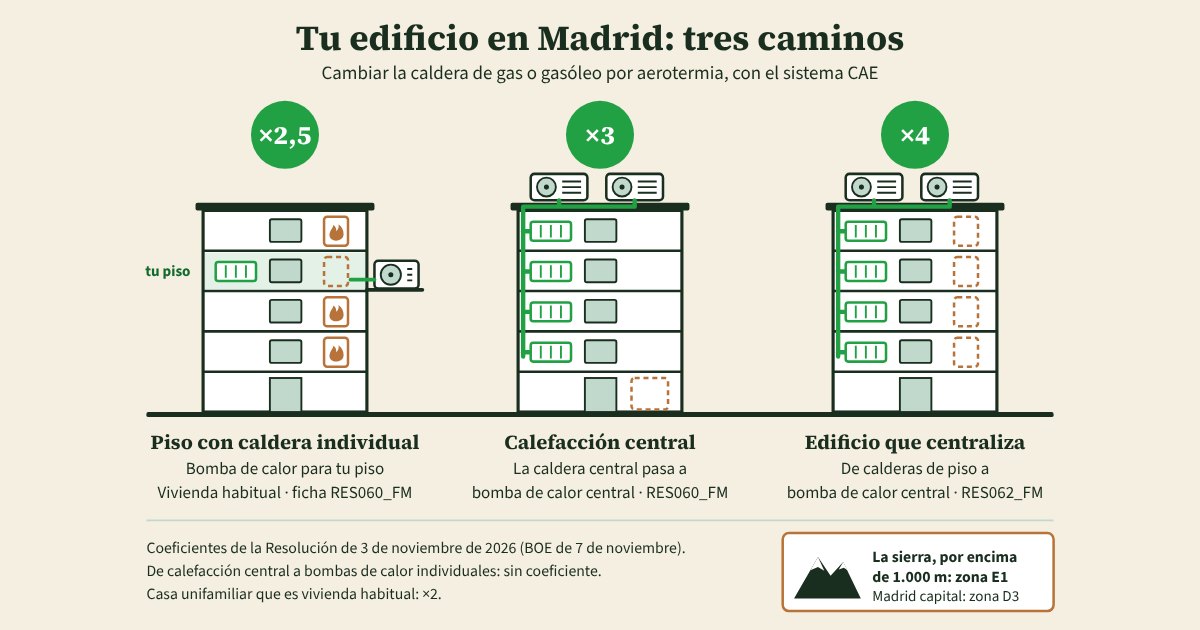 Tu edificio en Madrid: tres caminos
Cambiar la caldera de gas o gasóleo por aerotermia, con el sistema CAE
×2,5
×3
×4
tu piso
Piso con caldera individual
Bomba de calor para tu piso
Vivienda habitual · ficha RES060_FM
Calefacción central
La caldera central pasa a
bomba de calor central · RES060_FM
Edificio que centraliza
De calderas de piso a
bomba de calor central · RES062_FM
Coeficientes de la Resolución de 3 de noviembre de 2026 (BOE de 7 de noviembre).
De calefacción central a bombas de calor individuales: sin coeficiente.
Casa unifamiliar que es vivienda habitual: ×2.
La sierra, por encima
de 1.000 m: zona E1
Madrid capital: zona D3